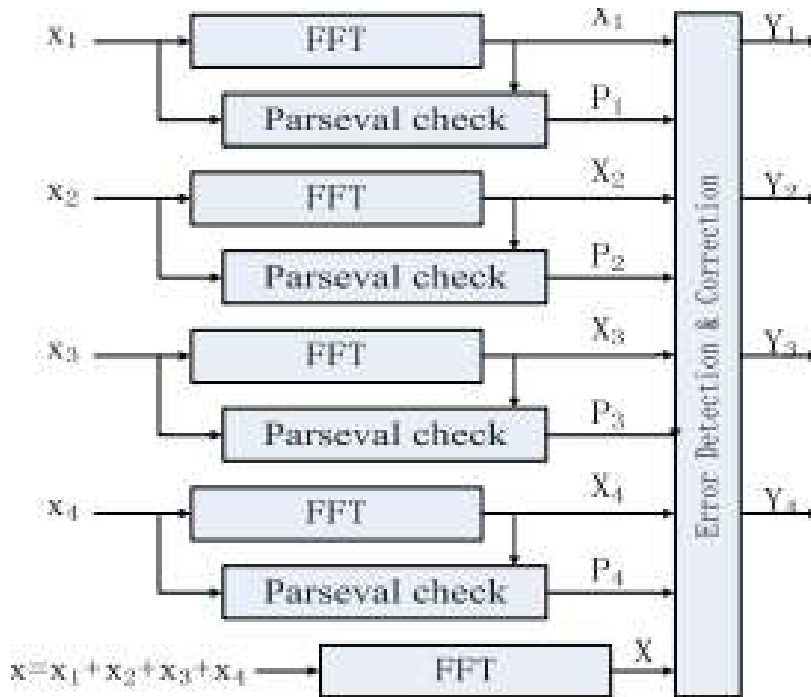 x₁ FFT X₁ Y₁
Parseval check P₁
x₂ FFT X₂ Y₂
Parseval check P₂
x₃ FFT X₃ Y₃
Parseval check P₃
x₄ FFT X₄ Y₄
Parseval check P₄
x=x₁+x₂+x₃+x₄ FFT X
Error Detection & Correction